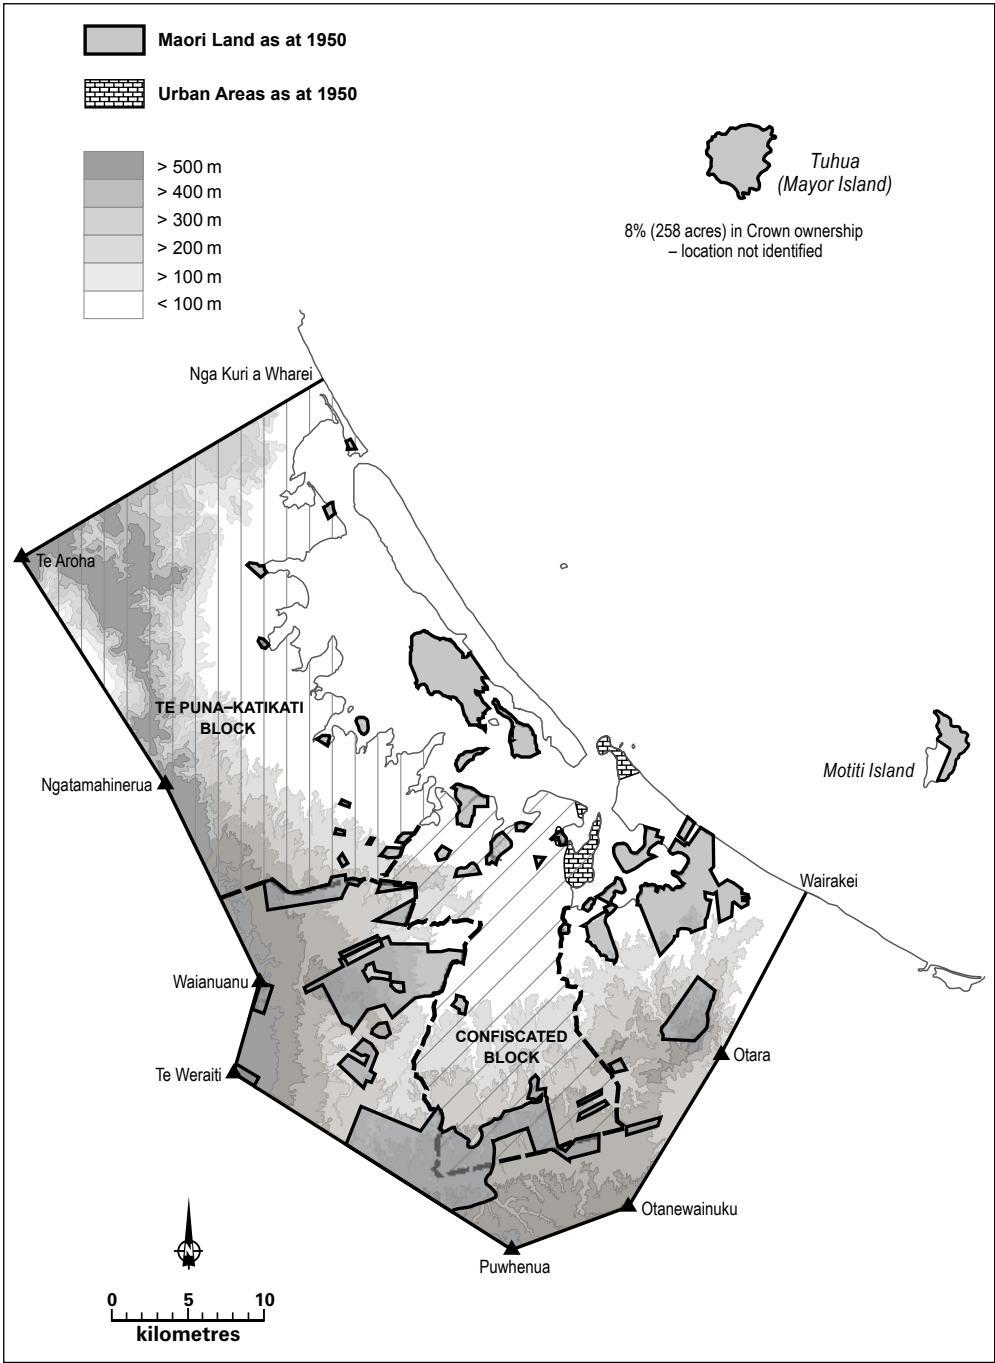 Maori Land as at 1950
Urban Areas as at 1950
> 500 m
> 400 m
> 300 m
> 200 m
> 100 m
< 100 m
Tuhua
(Mayor Island)
8% (258 acres) in Crown ownership
– location not identified
Nga Kuri a Wharei
Te Aroha
TE PUNA–KATIKATI
BLOCK
Ngatamahinerua
Motiti Island
Wairakei
Waianuanu
CONFISCATED
BLOCK
Otara
Te Weraiti
Otanewainuku
Puwhenua
0 5 10
kilometres